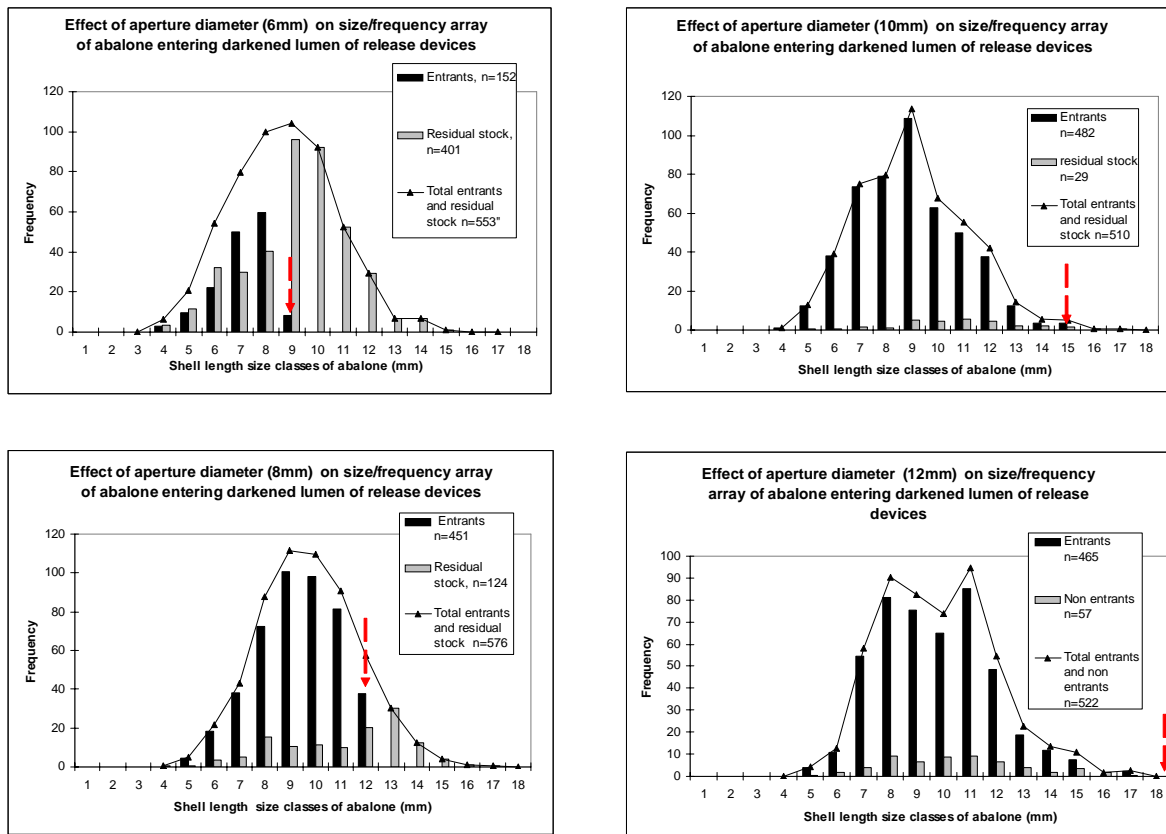 Effect of aperture diameter (6mm) on size/frequency array
of abalone entering darkened lumen of release devices
Entrants, n=152
Residual stock,
n=401
Total entrants
and residual
stock n=553"
Frequency
120
100
80
60
40
20
0
1 2 3 4 5 6 7 8 9 10 11 12 13 14 15 16 17 18
Shell length size classes of abalone (mm)
Effect of aperture diameter (10mm) on size/frequency array
of abalone entering darkened lumen of release devices
Entrants
n=482
residual stock
n=29
Total entrants
and residual
stock n=510
Frequency
120
100
80
60
40
20
0
1 2 3 4 5 6 7 8 9 10 11 12 13 14 15 16 17 18
Shell length size classes of abalone (mm)
Effect of aperture diameter (8mm) on size/frequency array
of abalone entering darkened lumen of release devices
Entrants
n=451
Residual
stock, n=124
Total entrants
and residual
stock n=576
Frequency
120
100
80
60
40
20
0
1 2 3 4 5 6 7 8 9 10 11 12 13 14 15 16 17 18
Shell length size classes of abalone (mm)
Effect of aperture diameter (12mm) on size/frequency
array of abalone entering darkened lumen of release
devices
Entrants
n=465
Non entrants
n=57
Total entrants
and non
entrants
n=522
Frequency
100
90
80
70
60
50
40
30
20
10
0
1 2 3 4 5 6 7 8 9 10 11 12 13 14 15 16 17 18
Shell length size classes of abalone (mm)